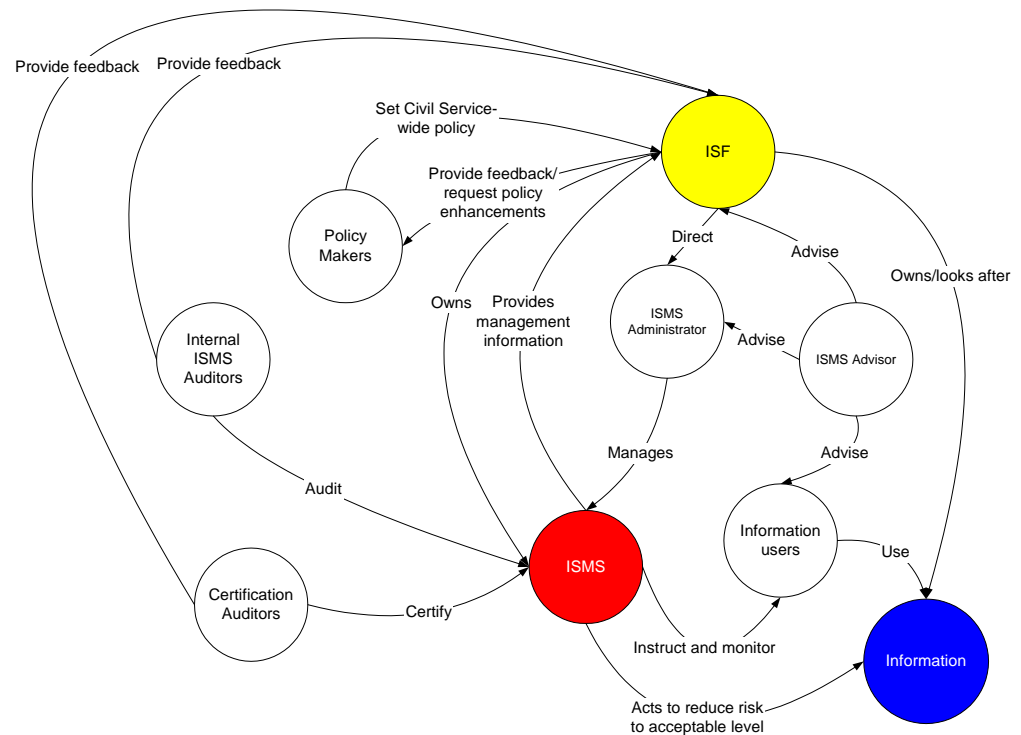 Provide feedback
Provide feedback
Set Civil Service-
wide policy
ISF
Provide feedback/
request policy
enhancements
Policy
Makers
Direct
Advise
Owns/looks after
Owns
Provides
management
information
ISMS
Administrator
Advise
ISMS Advisor
Internal
ISMS
Auditors
Manages
Advise
Audit
Information
users
Use
ISMS
Certification
Auditors
Certify
Instruct and monitor
Information
Acts to reduce risk
to acceptable level